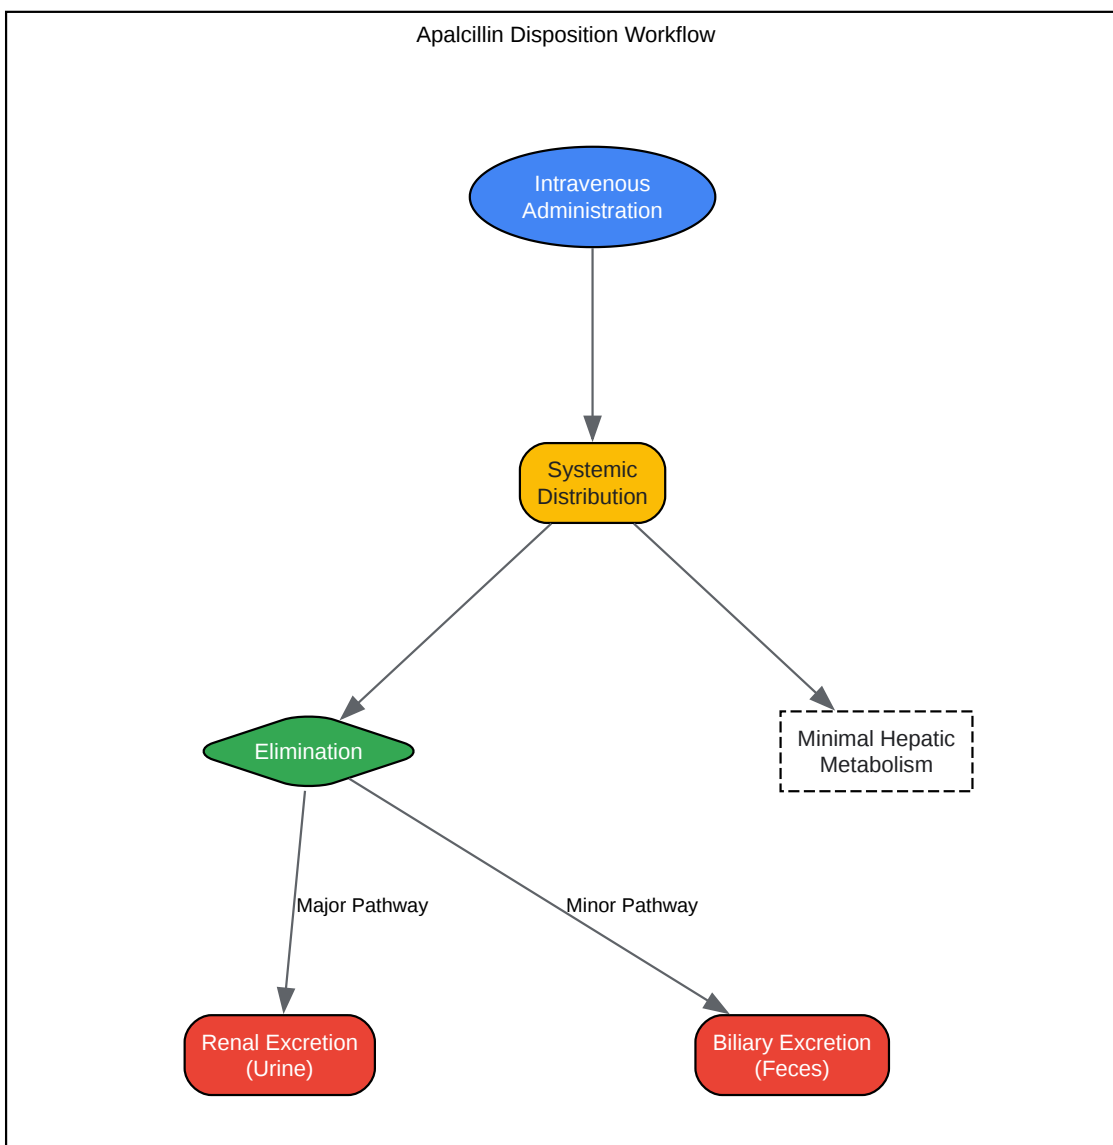 Apalcillin Disposition Workflow
Intravenous
Administration
Systemic
Distribution
Elimination
Minimal Hepatic
Metabolism
Major Pathway
Minor Pathway
Renal Excretion
(Urine)
Biliary Excretion
(Feces)